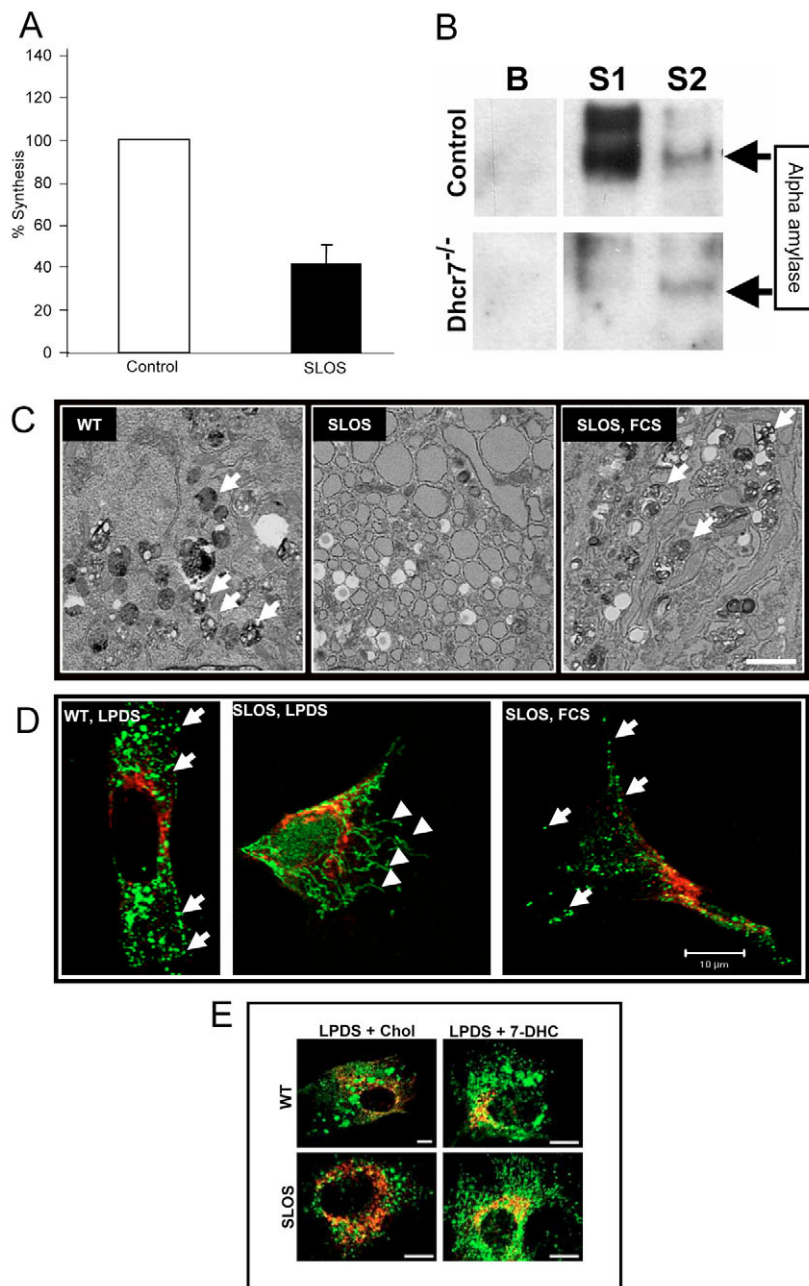 A
140
120
100
80
60
40
20
0
% Synthesis
Control
SLOS
B
B S1 S2
Control
Dhcr7-/-
Alpha amylase
C
WT
SLOS
SLOS, FCS
D
WT, LPDS
SLOS, LPDS
SLOS, FCS
10 μm
E
LPDS + Chol
LPDS + 7-DHC
WT
SLOS